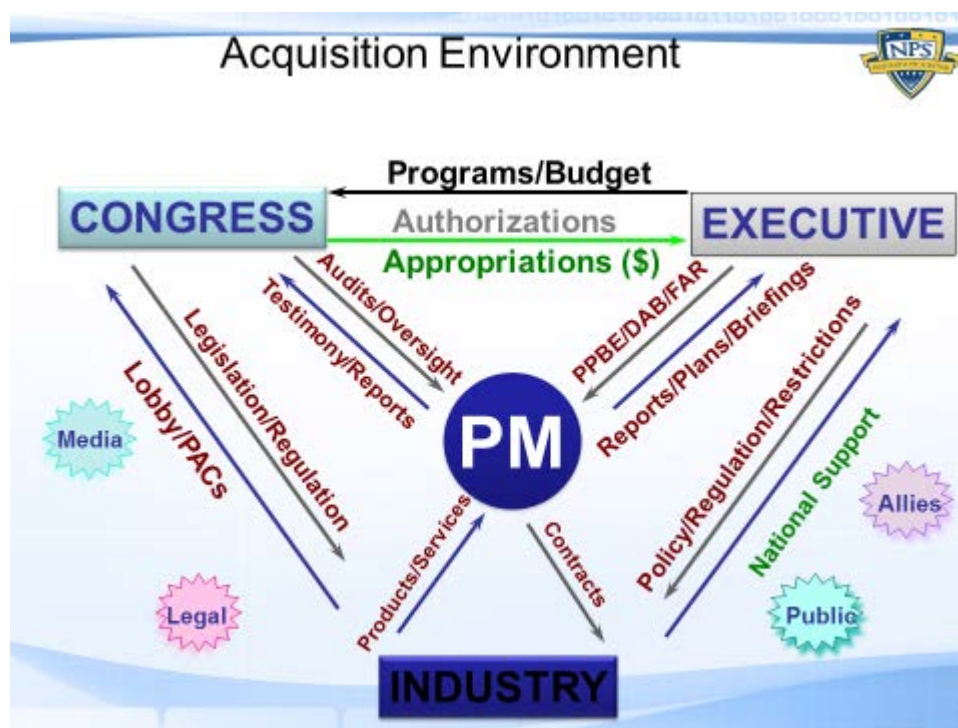 Acquisition Environment
NPS
Programs/Budget
CONGRESS
Authorizations
EXECUTIVE
Appropriations ($)
Audits/Oversight
Testimony/Reports
PPBE/DAB/FAR
Reports/Plans/Briefings
Legislation/Regulation
Lobby/PACs
Policy/Regulation/Restrictions
National Support
Media
PM
Allies
Products/Services
Contracts
Legal
Public
INDUSTRY